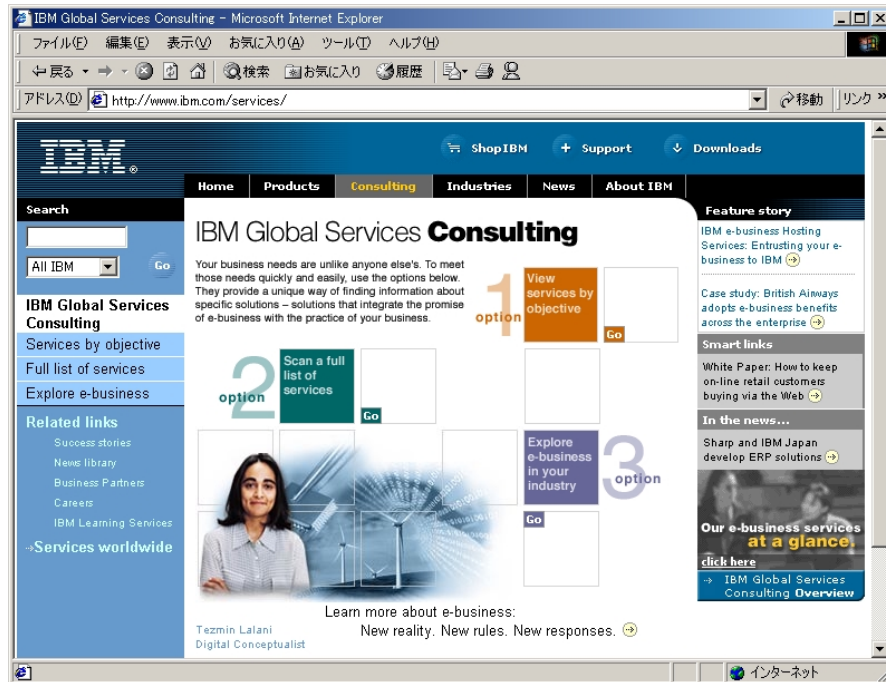 IBM Global Services Consulting - Microsoft Internet Explorer
ファイル(F) 編集(E) 表示(V) お気に入り(A) ツール(T) ヘルプ(H)
戻る 検索 お気に入り 履歴
アドレス(D) http://www.ibm.com/services/ 移動 リンク »
IBM®
ShopIBM + Support Downloads
Home Products Consulting Industries News About IBM
Search
All IBM Go
IBM Global Services
Consulting
Services by objective
Full list of services
Explore e-business
Related links
Success stories
News library
Business Partners
Careers
IBM Learning Services
Services worldwide
IBM Global Services Consulting
Your business needs are unlike anyone else's. To meet
those needs quickly and easily, use the options below.
They provide a unique way of finding information about
specific solutions – solutions that integrate the promise
of e-business with the practice of your business.
1
option
View
services by
objective
Go
2
option
Scan a full
list of
services
Go
Explore
e-business
in your
industry
3
option
Go
Learn more about e-business:
New reality. New rules. New responses.
Tezmin Lalani
Digital Conceptualist
Feature story
IBM e-business Hosting
Services: Entrusting your e-
business to IBM
Case study: British Airways
adopts e-business benefits
across the enterprise
Smart links
White Paper: How to keep
on-line retail customers
buying via the Web
In the news...
Sharp and IBM Japan
develop ERP solutions
Our e-business services
at a glance.
click here
IBM Global Services
Consulting Overview
インターネット